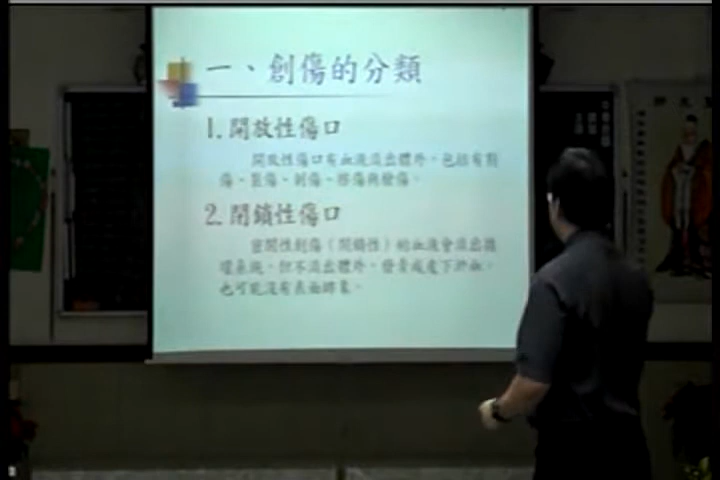 一、創傷的分類
1. 開放性傷口
開放性傷口有血液流出體外，包括有割
傷、裂傷、刺傷、擦傷與槍傷。
2. 閉鎖性傷口
密閉性創傷（閉鎖性）的血液會流出循
環系統，但不流出體外，發青或皮下瘀血，
也可能沒有表面跡象。